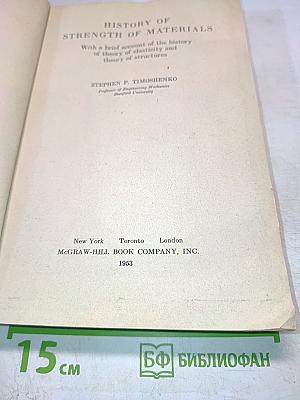 HISTORY OF
STRENGTH OF MATERIALS
With a brief account of the history
of theory of elasticity and
theory of structures
STEPHEN P. TIMOSHENKO
Professor of Engineering Mechanics
Stanford University
New York Toronto London
McGRAW-HILL BOOK COMPANY, INC.
1953
15 см
БФ БИБЛИОФАН